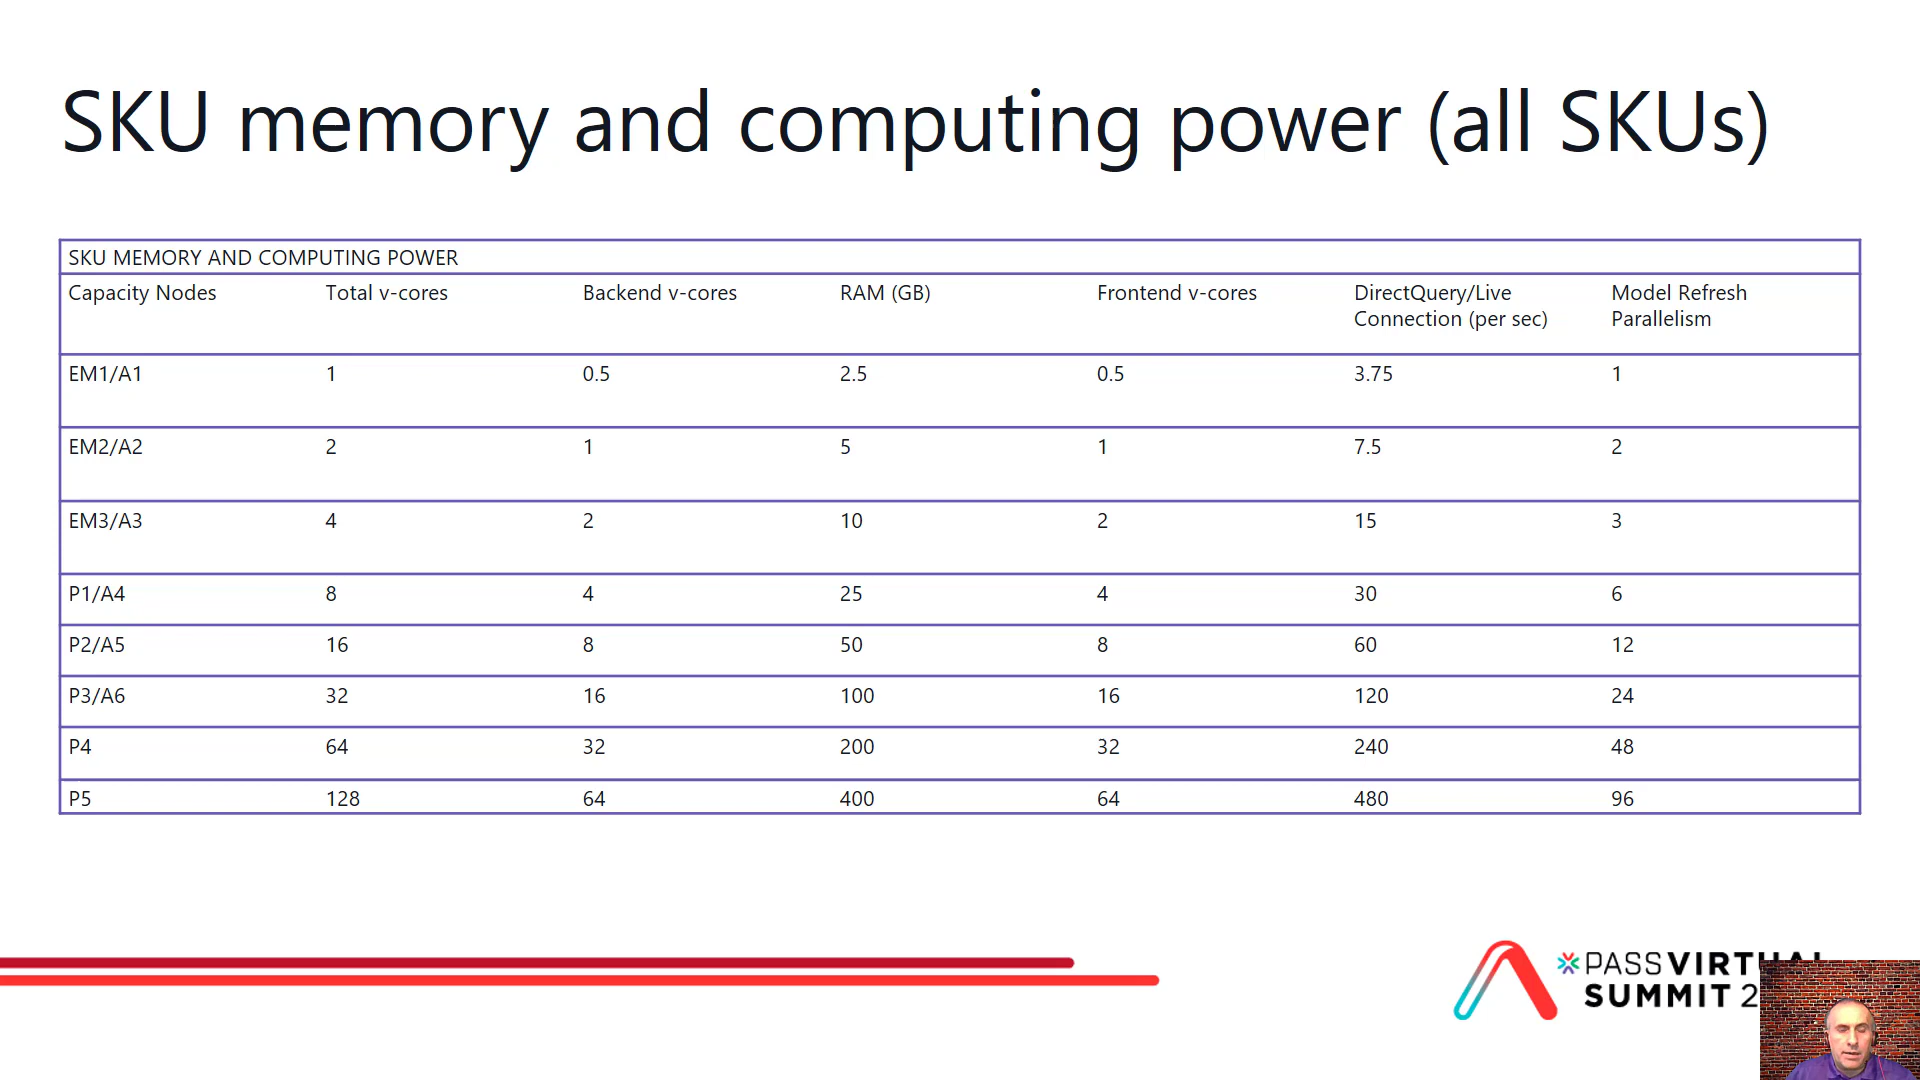 SKU memory and computing power (all SKUs)
SKU MEMORY AND COMPUTING POWER
Capacity Nodes Total v-cores Backend v-cores RAM (GB) Frontend v-cores DirectQuery/Live Connection (per sec) Model Refresh Parallelism
EM1/A1 1 0.5 2.5 0.5 3.75 1
EM2/A2 2 1 5 1 7.5 2
EM3/A3 4 2 10 2 15 3
P1/A4 8 4 25 4 30 6
P2/A5 16 8 50 8 60 12
P3/A6 32 16 100 16 120 24
P4 64 32 200 32 240 48
P5 128 64 400 64 480 96
PASS VIRTUAL
SUMMIT 2